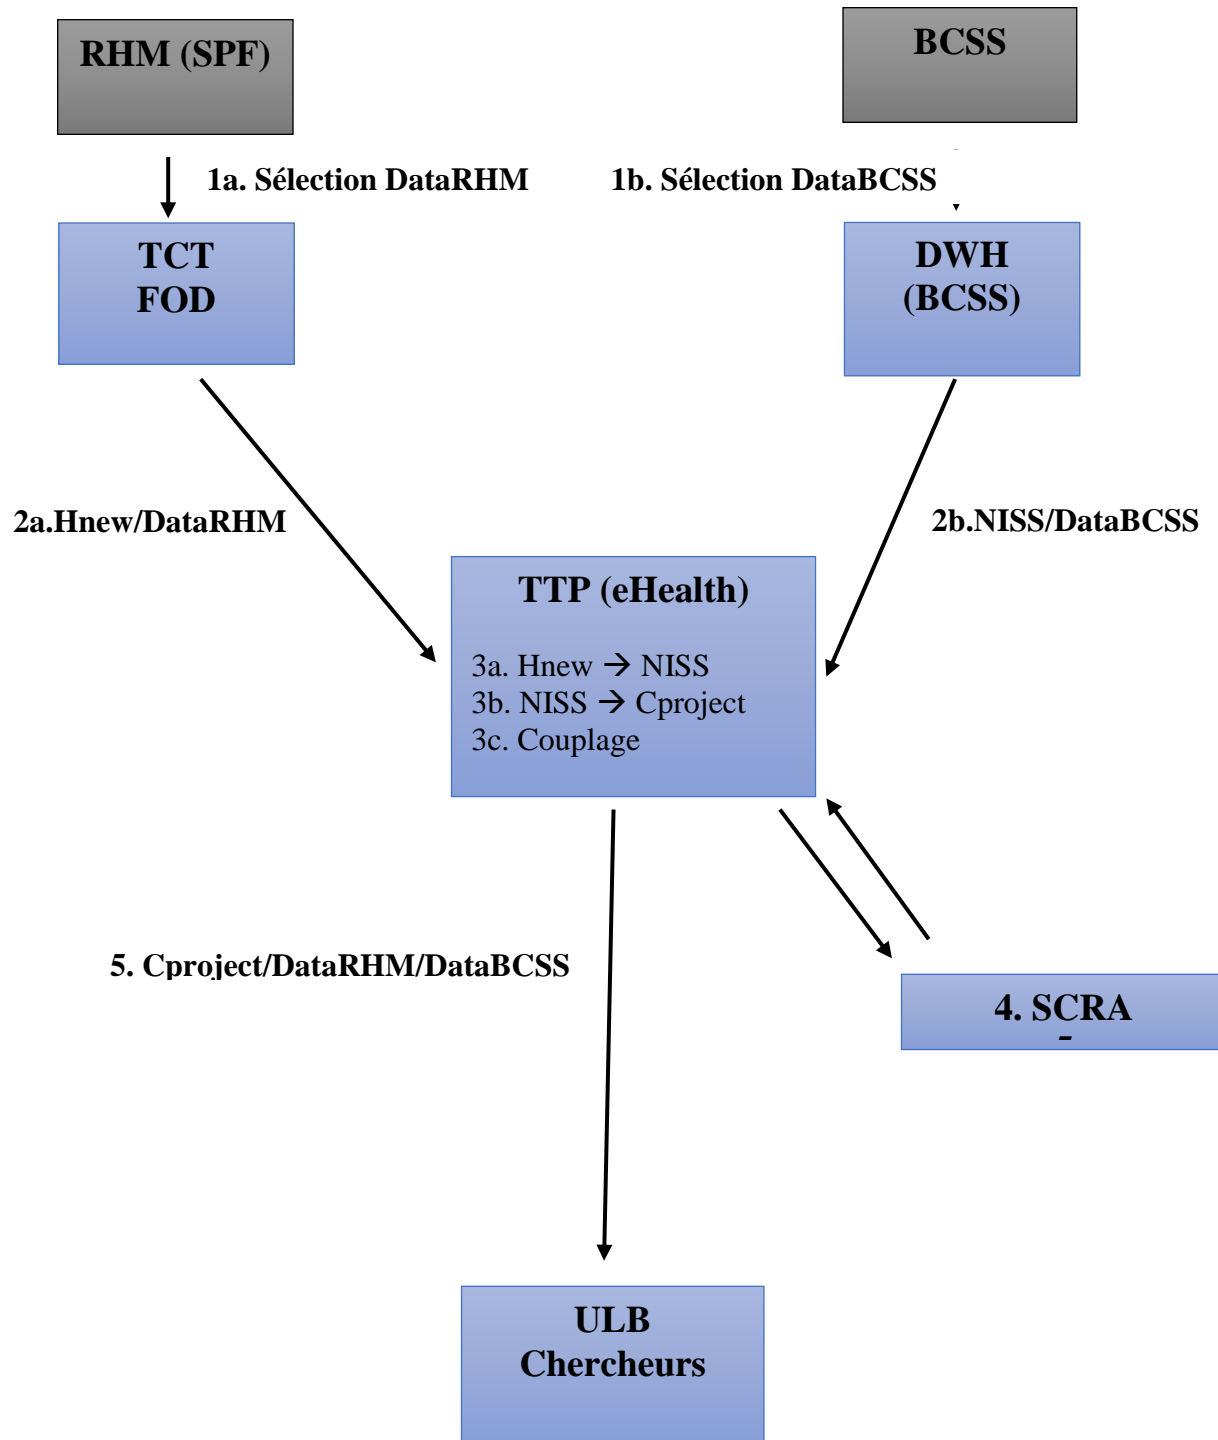 RHM (SPF)
BCSS
1a. Sélection DataRHM
1b. Sélection DataBCSS
TCT
FOD
DWH
(BCSS)
2a.Hnew/DataRHM
2b.NISS/DataBCSS
TTP (eHealth)
3a. Hnew → NISS
3b. NISS → Cproject
3c. Couplage
5. Cproject/DataRHM/DataBCSS
4. SCRA
ULB
Chercheurs